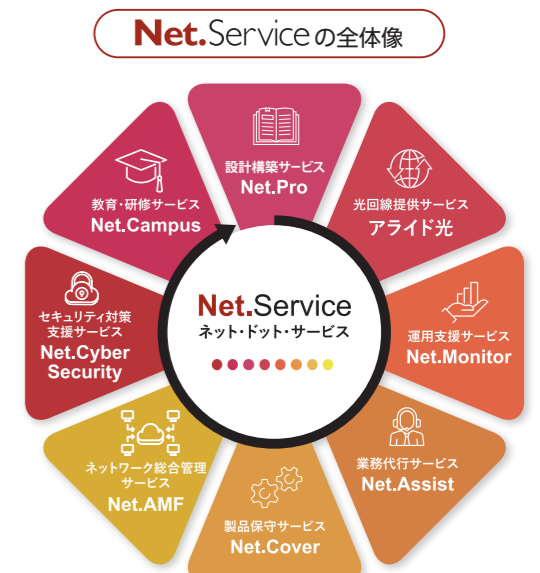 Net.Serviceの全体像
設計構築サービス
Net.Pro
光回線提供サービス
アライド光
運用支援サービス
Net.Monitor
業務代行サービス
Net.Assist
製品保守サービス
Net.Cover
ネットワーク総合管理
サービス
Net.AMF
セキュリティ対策
支援サービス
Net.Cyber
Security
教育・研修サービス
Net.Campus
Net.Service
ネット・ドット・サービス